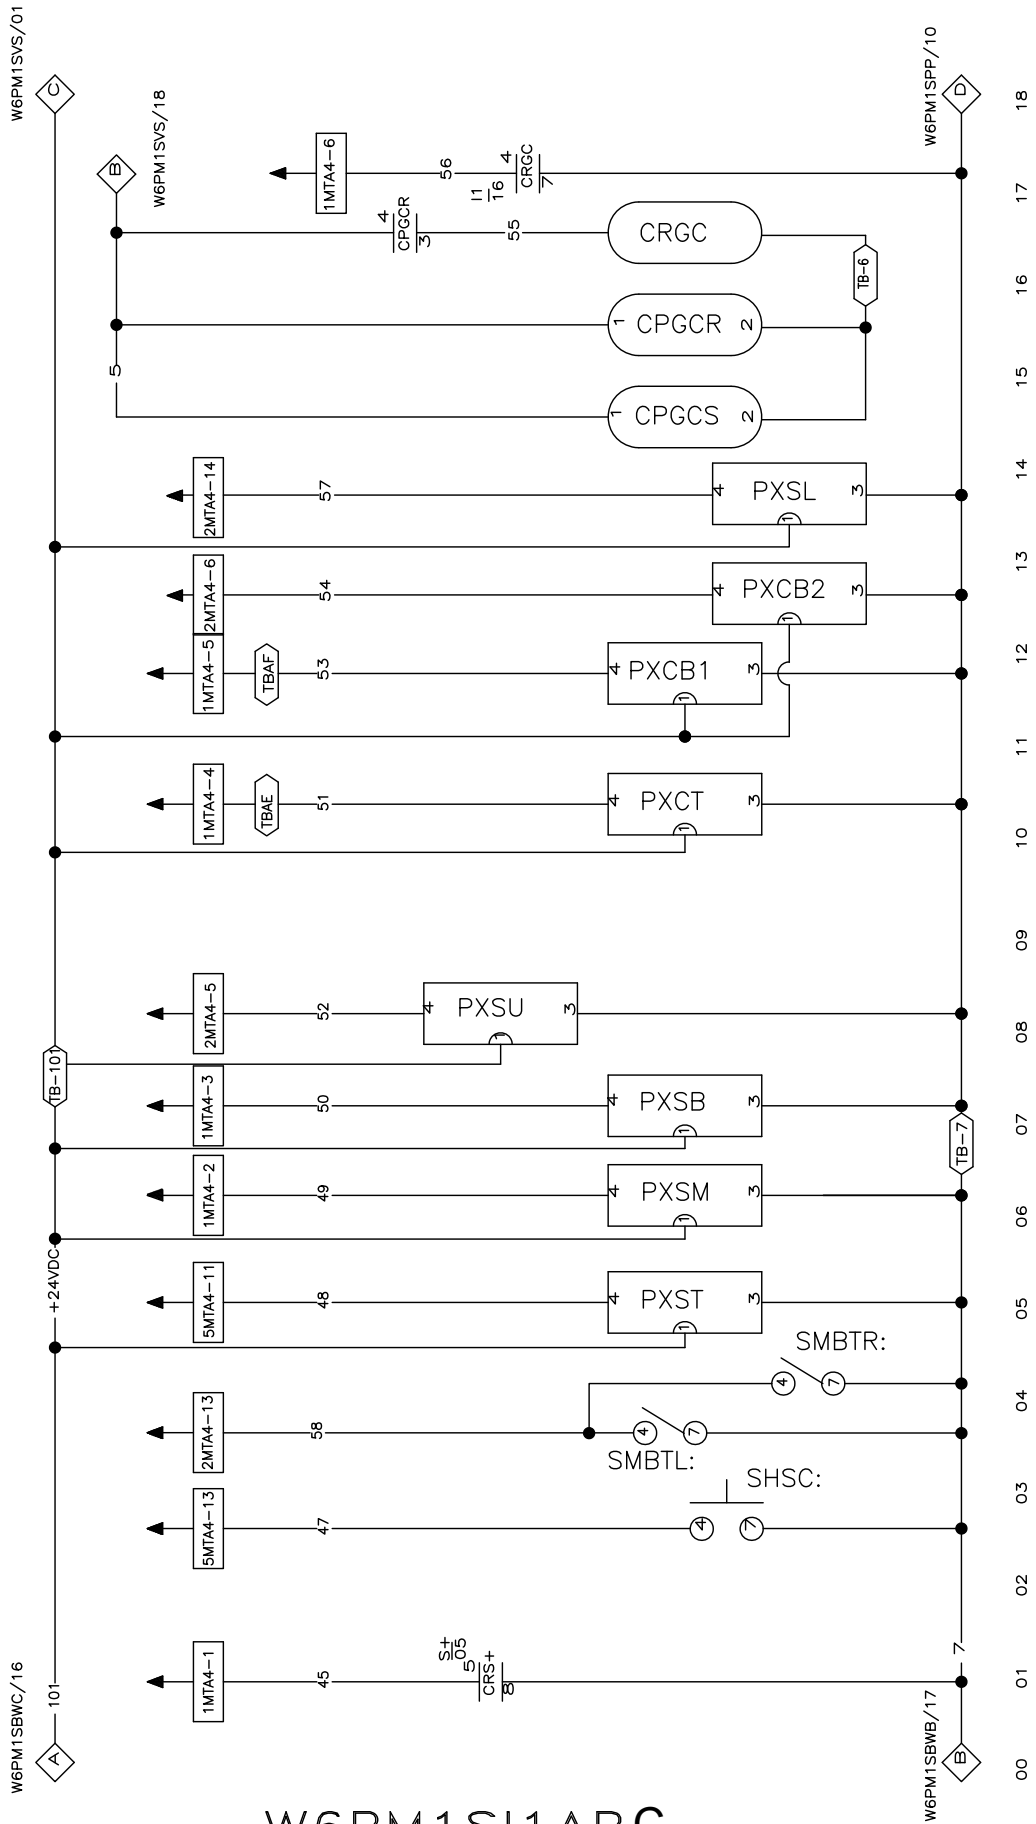 W6PM1SVS/01
C
W6PM1SVS/18
B
W6PM1SPP/10
D
18
1MTA4-6
56
4
CRGC
7
I1
16
17
4
CPGCR
3
55
CRGC
TB-6
16
1
CPGCR
2
5
15
1
CPGCS
2
2MTA4-14
57
4
PXSL
3
1
14
2MTA4-6
54
4
PXCB2
3
1
13
1MTA4-5
TBAF
53
4
PXCB1
3
1
12
11
1MTA4-4
TBAE
51
4
PXCT
3
1
10
09
2MTA4-5
52
4
PXSU
3
1
08
TB-101
1MTA4-3
50
4
PXSB
3
1
07
TB-7
1MTA4-2
49
4
PXSM
3
1
06
+24VDC
5MTA4-11
48
4
PXST
3
1
05
SMBTR:
4
7
04
2MTA4-13
58
4
7
SMBTL:
SHSC:
03
5MTA4-13
47
4
7
02
1MTA4-1
45
S+
05
5
CRS+
8
7
01
101
W6PM1SBWC/16
A
W6PM1SBWB/17
B
00
W6PM1SI1ABC